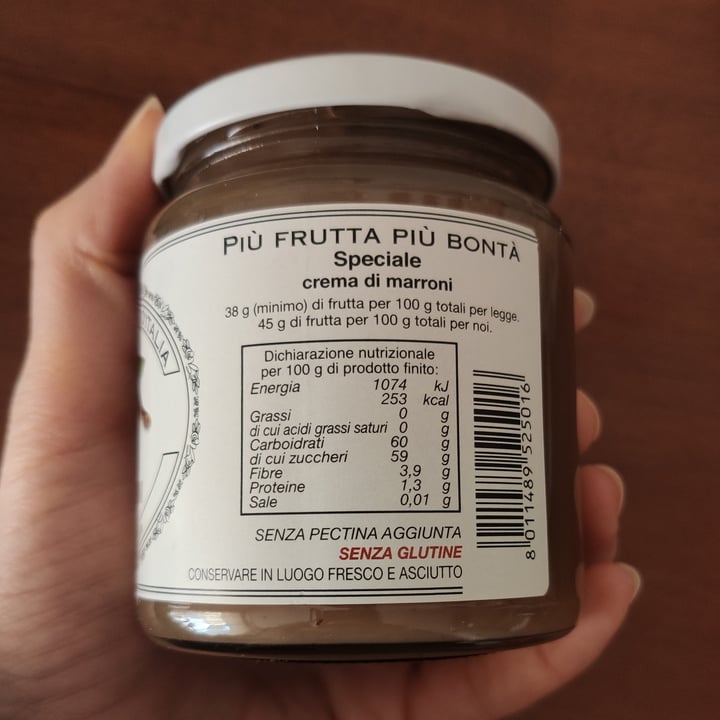 PIÙ FRUTTA PIÙ BONTÀ
Speciale
crema di marroni
38 g (minimo) di frutta per 100 g totali per legge.
45 g di frutta per 100 g totali per noi.
Dichiarazione nutrizionale
per 100 g di prodotto finito:
Energia 1074 kJ
253 kcal
Grassi 0 g
di cui acidi grassi saturi 0 g
Carboidrati 60 g
di cui zuccheri 59 g
Fibre 3,9 g
Proteine 1,3 g
Sale 0,01 g
SENZA PECTINA AGGIUNTA
SENZA GLUTINE
CONSERVARE IN LUOGO FRESCO E ASCIUTTO
8 011489 525016